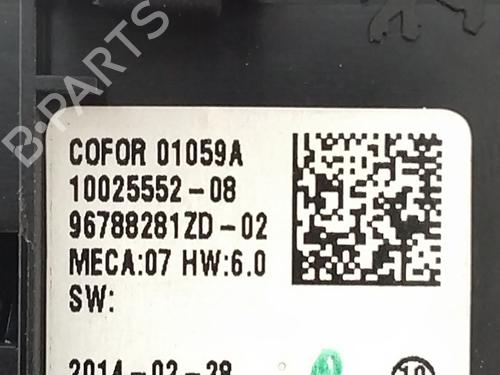 B-PARTS
COFOR 01059A
10025552-08
96788281ZD-02
MECA:07 HW:6.0
SW:
2014-02-28